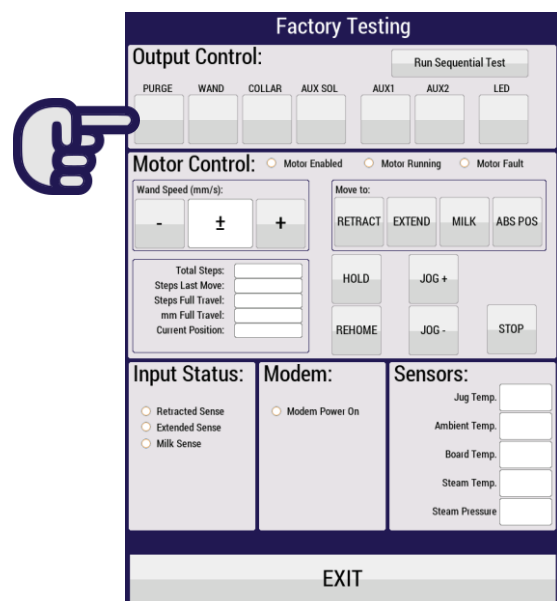 Factory Testing
Output Control:
Run Sequential Test
PURGE WAND COLLAR AUX SOL AUX1 AUX2 LED
Motor Control: Motor Enabled Motor Running Motor Fault
Wand Speed (mm/s): Move to:
- ± + RETRACT EXTEND MILK ABS POS
Total Steps:
Steps Last Move:
Steps Full Travel:
mm Full Travel:
Current Position:
HOLD JOG +
REHOME JOG - STOP
Input Status:
Retracted Sense
Extended Sense
Milk Sense
Modem:
Modem Power On
Sensors:
Jug Temp.
Ambient Temp.
Board Temp.
Steam Temp.
Steam Pressure
EXIT